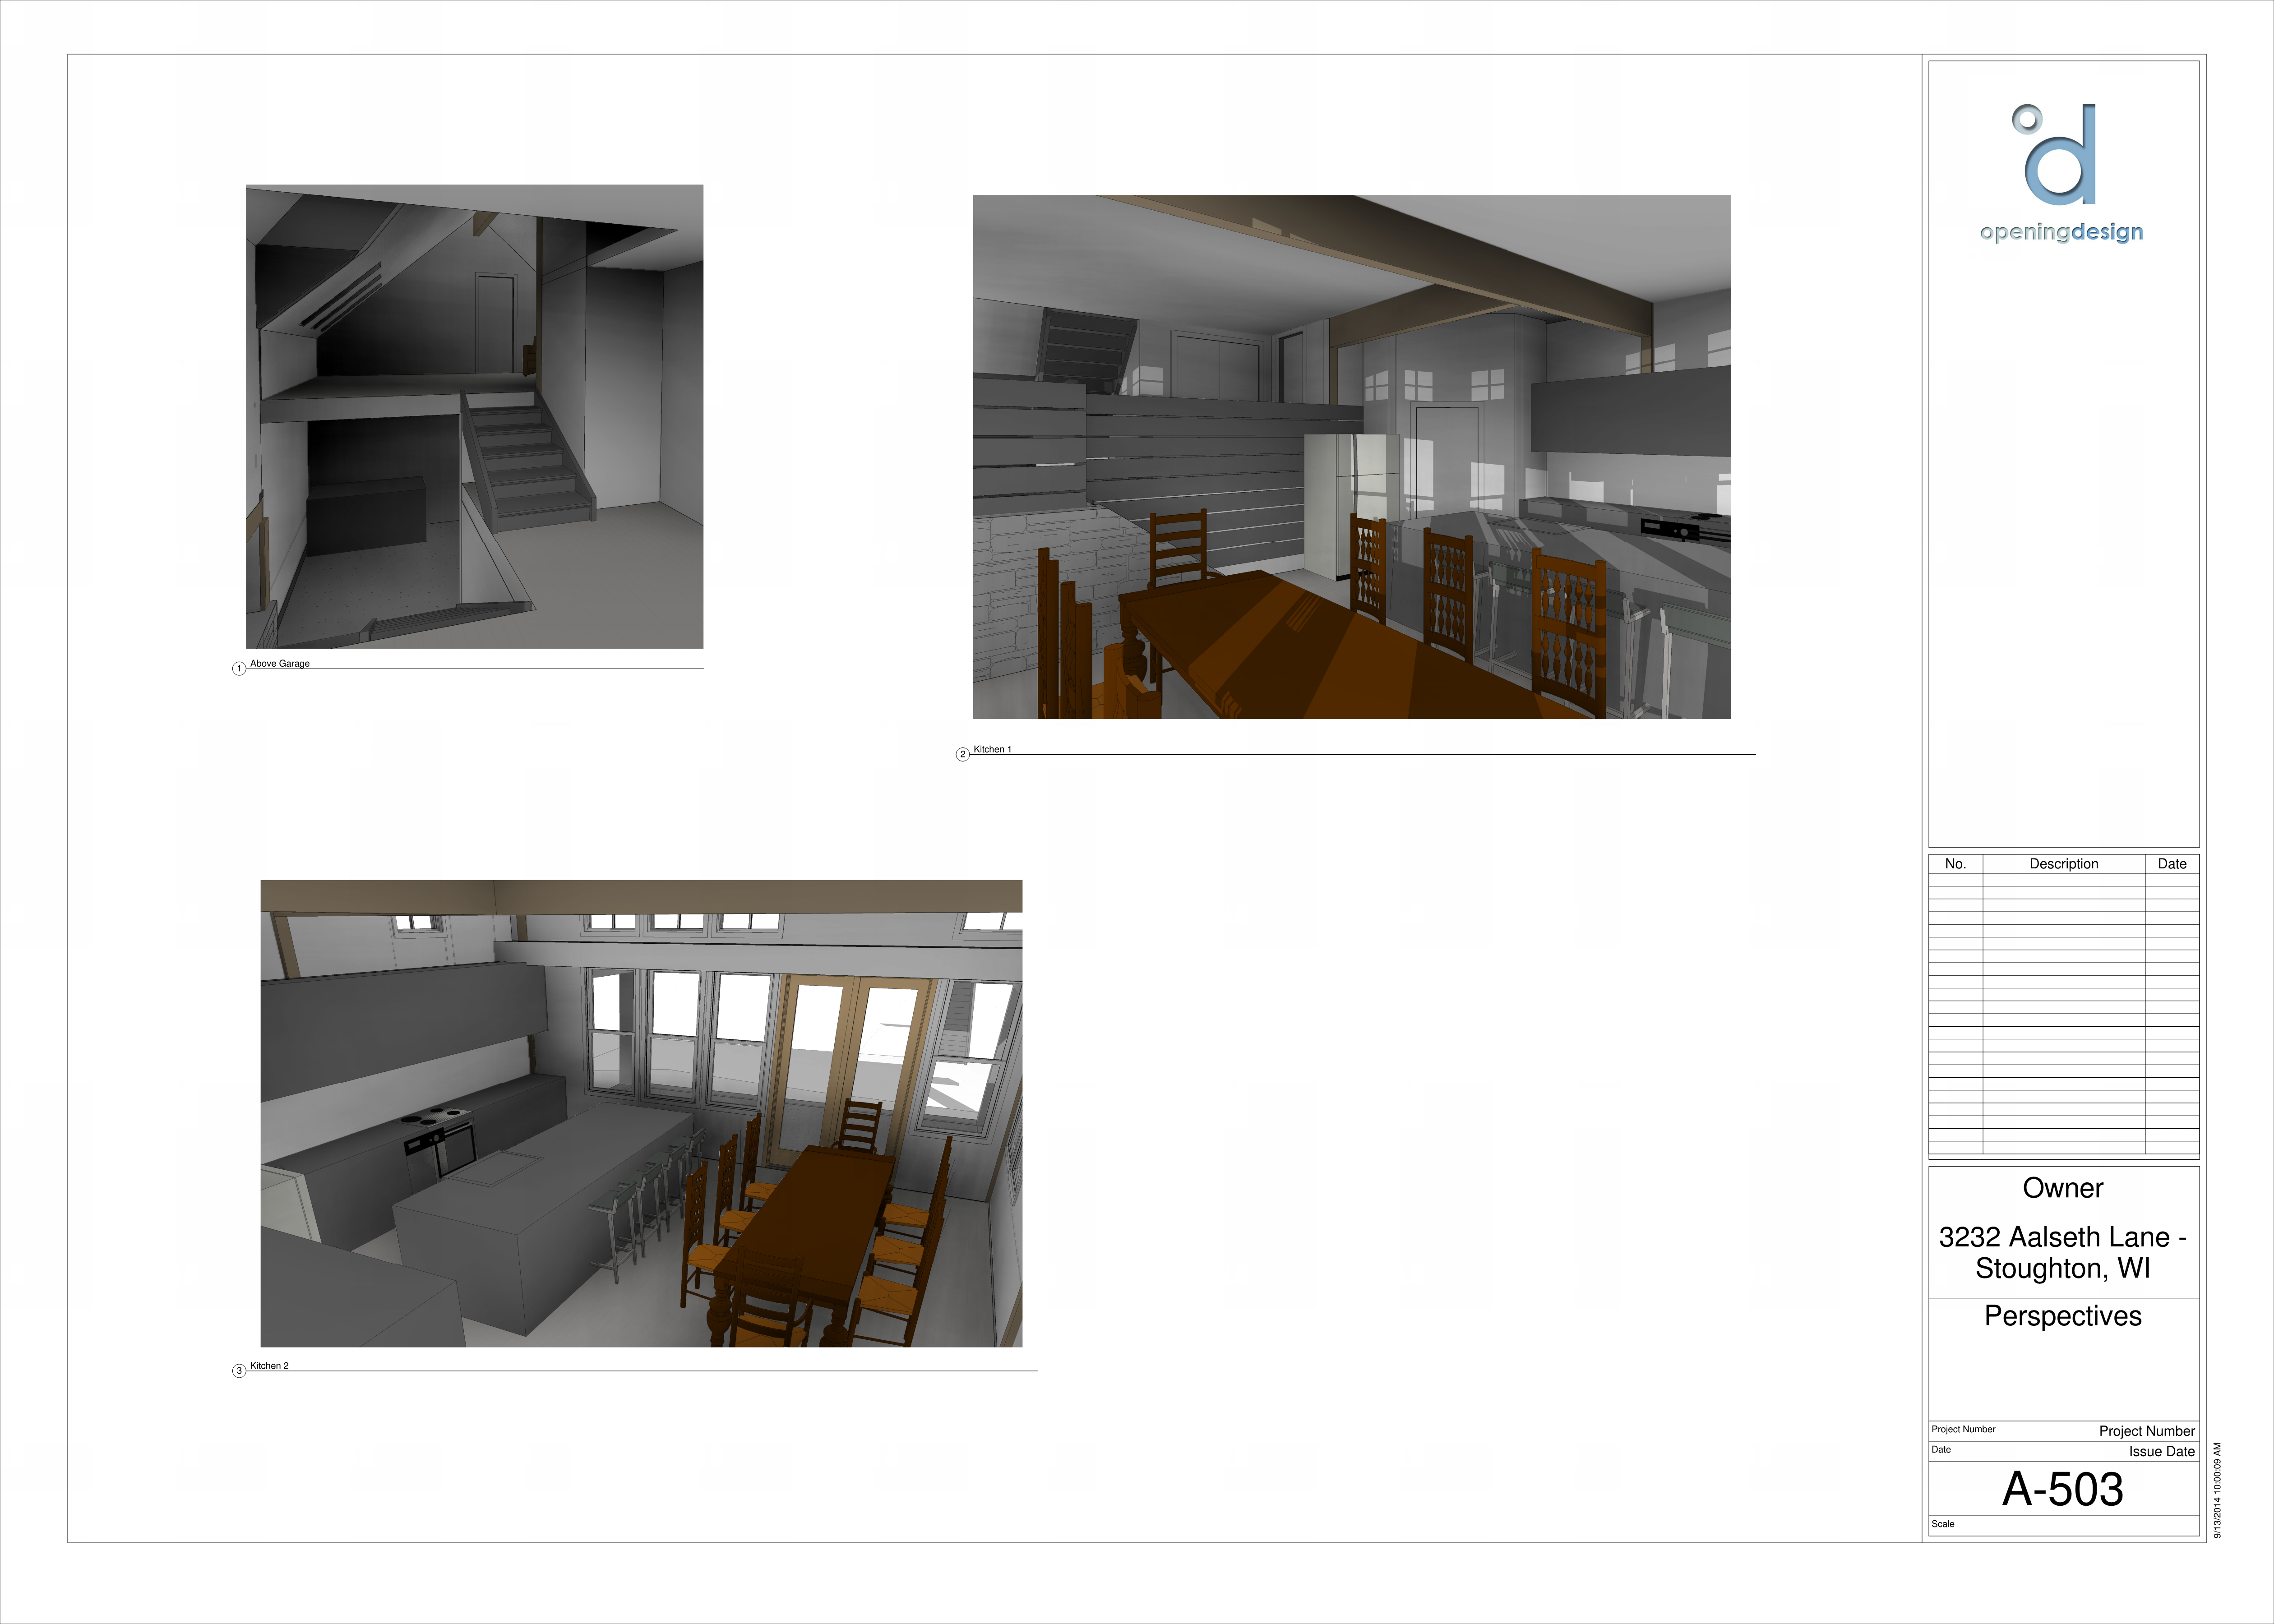 openingdesign
1 Above Garage
2 Kitchen 1
3 Kitchen 2
No. Description Date
Owner
3232 Aalseth Lane -
Stoughton, WI
Perspectives
Project Number Project Number
Date Issue Date
A-503
Scale
9/13/2014 10:00:09 AM